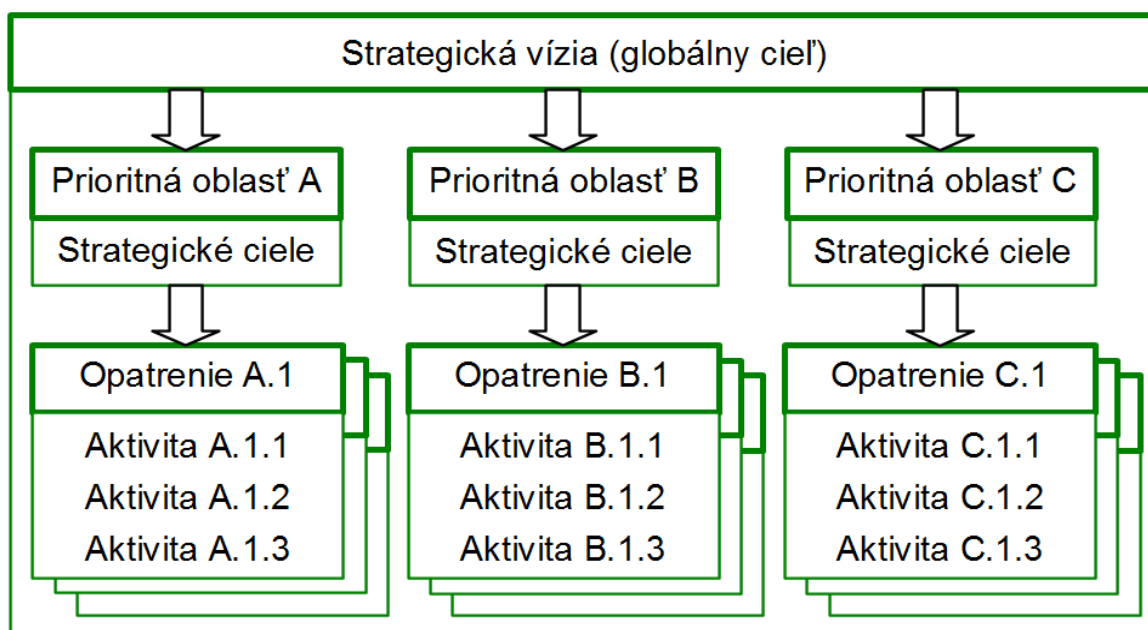 Strategická vízia (globálny cieľ)
Prioritná oblasť A
Strategické ciele
Opatrenie A.1
Aktivita A.1.1
Aktivita A.1.2
Aktivita A.1.3
Prioritná oblasť B
Strategické ciele
Opatrenie B.1
Aktivita B.1.1
Aktivita B.1.2
Aktivita B.1.3
Prioritná oblasť C
Strategické ciele
Opatrenie C.1
Aktivita C.1.1
Aktivita C.1.2
Aktivita C.1.3